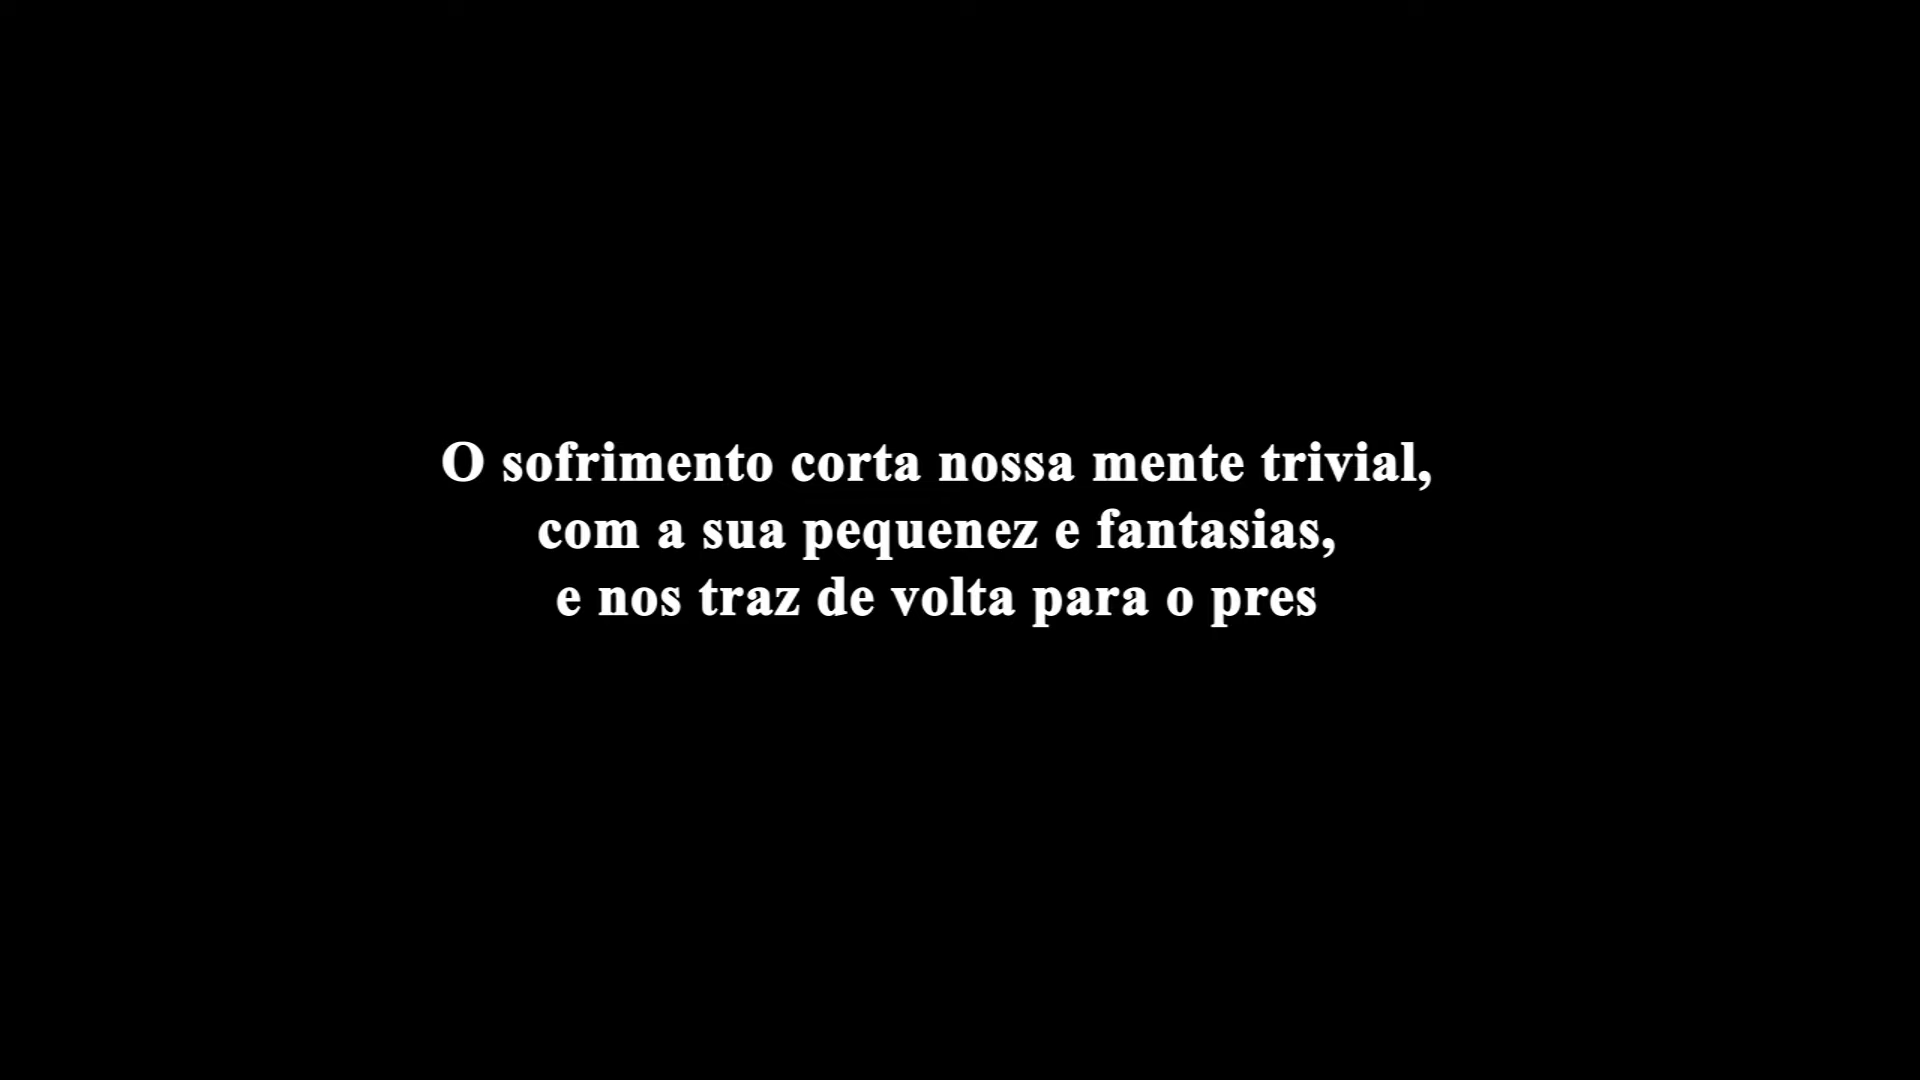 O sofrimento corta nossa mente trivial,
com a sua pequenez e fantasias,
e nos traz de volta para o pres